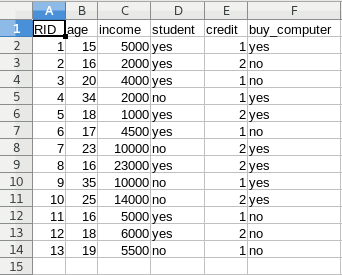 A B C D E F
1 RID age income student credit buy_computer
2 1 15 5000 yes 1 yes
3 2 16 2000 yes 2 no
4 3 20 4000 yes 1 no
5 4 34 2000 no 1 yes
6 5 18 1000 yes 2 yes
7 6 17 4500 yes 1 no
8 7 23 10000 no 2 yes
9 8 16 23000 yes 2 yes
10 9 35 10000 no 1 yes
11 10 25 14000 no 2 yes
12 11 16 5000 yes 1 no
13 12 18 6000 yes 2 no
14 13 19 5500 no 1 no
15